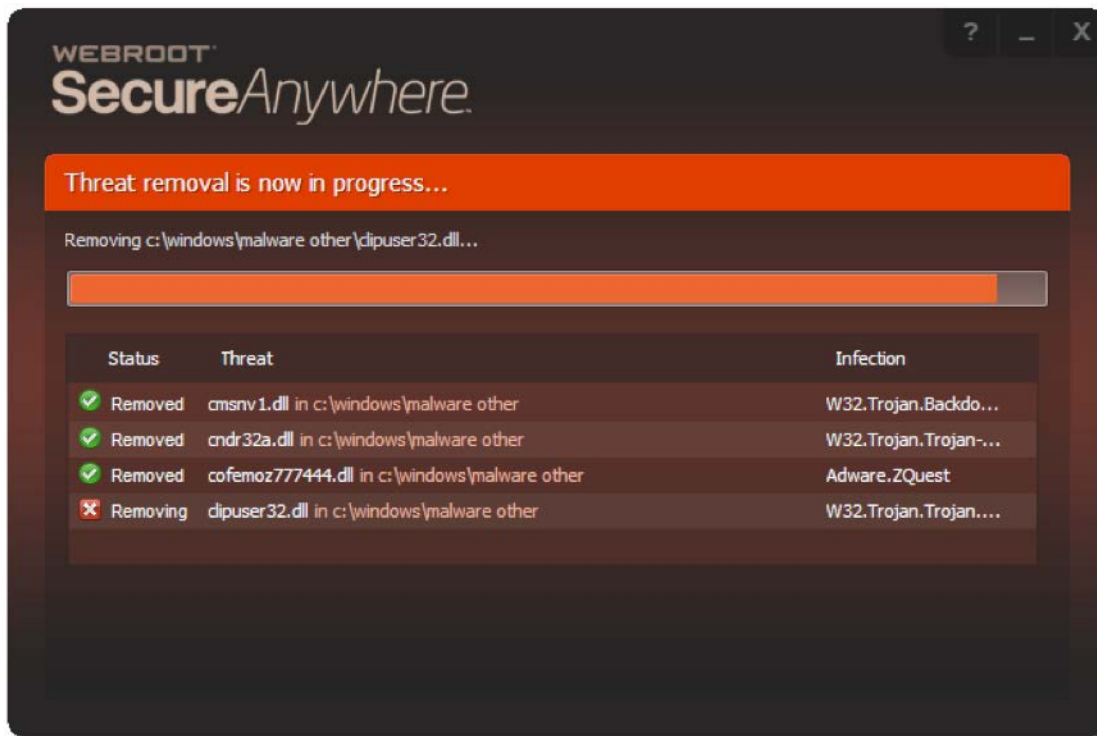 ? _ X
WEBROOT
SecureAnywhere
Threat removal is now in progress...
Removing c:\windows\malware other\clipuser32.dll...
Status Threat Infection
Removed cmsnv1.dll in c:\windows\malware other W32.Trojan.Backdo...
Removed cndr32a.dll in c:\windows\malware other W32.Trojan.Trojan-...
Removed cofemoz777444.dll in c:\windows\malware other Adware.ZQuest
Removing clipuser32.dll in c:\windows\malware other W32.Trojan.Trojan....